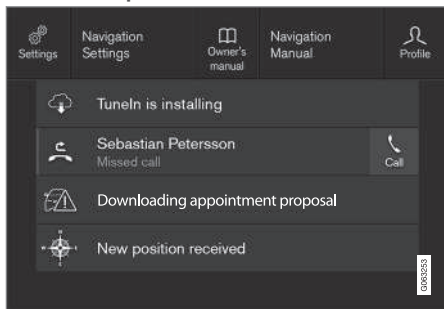 Settings
Navigation
Settings
Owner's
manual
Navigation
Manual
Profile
TuneIn is installing
Sebastian Petersson
Missed call
Call
Downloading appointment proposal
New position received
G063253